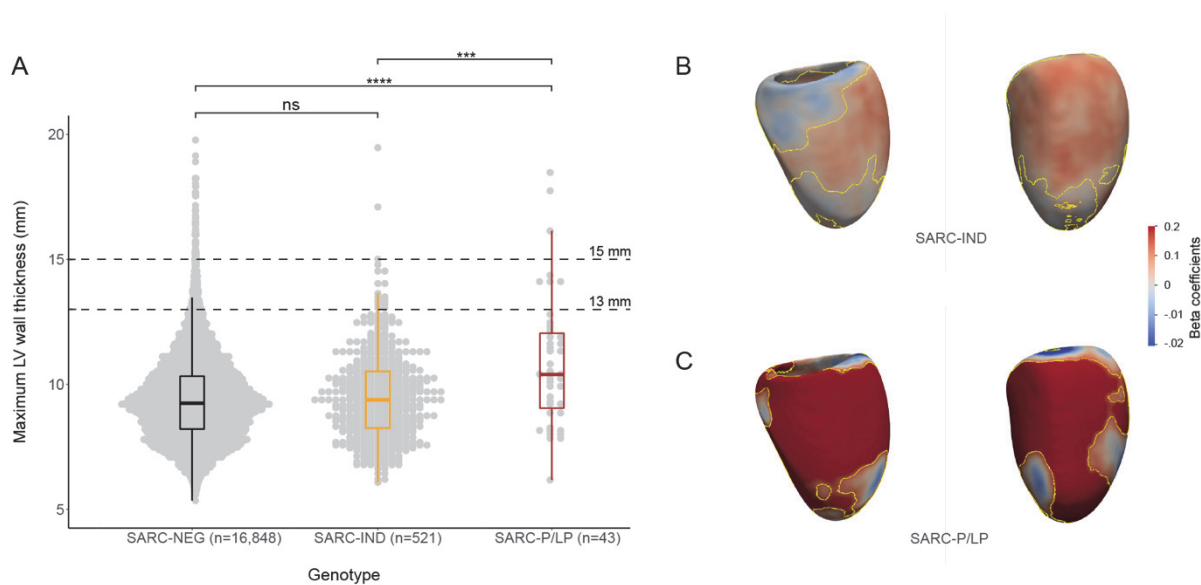 A
***
****
ns
20
15
10
5
Maximum LV wall thickness (mm)
15 mm
13 mm
SARC-NEG (n=16,848)
SARC-IND (n=521)
SARC-P/LP (n=43)
Genotype
B
SARC-IND
0.2
0.1
0
-.01
-.02
Beta coefficients
C
SARC-P/LP